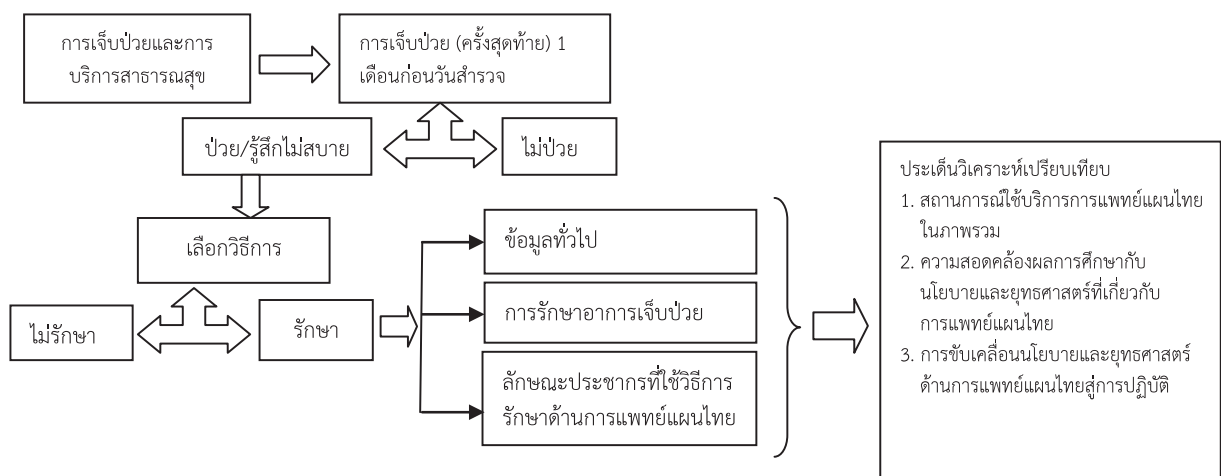 การเจ็บป่วยและการ
บริการสาธารณสุข
การเจ็บป่วย (ครั้งสุดท้าย) 1
เดือนก่อนวันสำรวจ
ป่วย/รู้สึกไม่สบาย
ไม่ป่วย
เลือกวิธีการ
ไม่รักษา
รักษา
ข้อมูลทั่วไป
การรักษาอาการเจ็บป่วย
ลักษณะประชากรที่ใช้วิธีการ
รักษาด้านการแพทย์แผนไทย
ประเด็นวิเคราะห์เปรียบเทียบ
1. สถานการณ์ใช้บริการการแพทย์แผนไทย
ในภาพรวม
2. ความสอดคล้องผลการศึกษากับ
นโยบายและยุทธศาสตร์ที่เกี่ยวกับ
การแพทย์แผนไทย
3. การขับเคลื่อนนโยบายและยุทธศาสตร์
ด้านการแพทย์แผนไทยสู่การปฏิบัติ